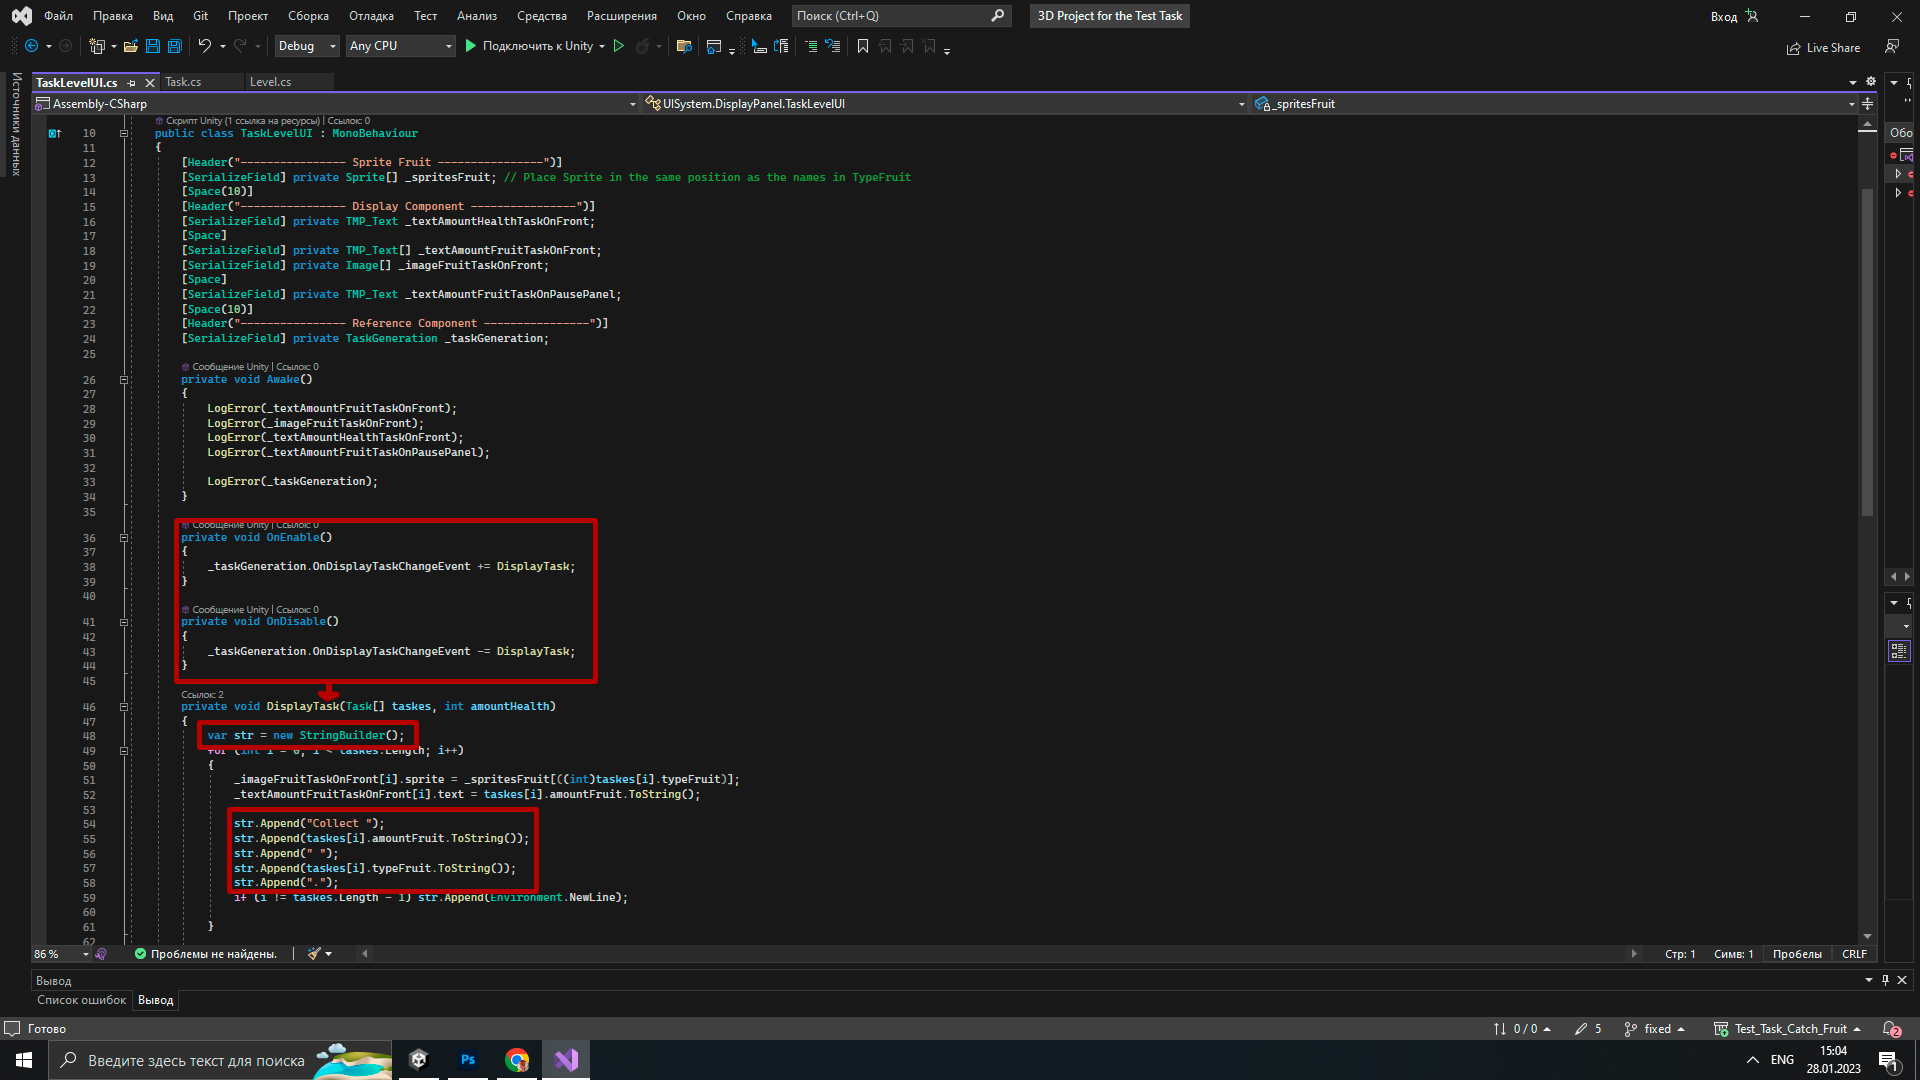 Файл Правка Вид Git Проект Сборка Отладка Тест Анализ Средства Расширения Окно Справка Поиск (Ctrl+Q) 3D Project for the Test Task Вход
Debug Any CPU Подключить к Unity Live Share
Источники данных
TaskLevelUI.cs Task.cs Level.cs
Assembly-CSharp UISystem.DisplayPanel.TaskLevelUI _spritesFruit
Обо
Скрипт Unity (1 ссылка на ресурсы) | Ссылок: 0
10 public class TaskLevelUI : MonoBehaviour
11 {
12 [Header("---------------- Sprite Fruit ----------------")]
13 [SerializeField] private Sprite[] _spritesFruit; // Place Sprite in the same position as the names in TypeFruit
14 [Space(10)]
15 [Header("---------------- Display Component ----------------")]
16 [SerializeField] private TMP_Text _textAmountHealthTaskOnFront;
17 [Space]
18 [SerializeField] private TMP_Text[] _textAmountFruitTaskOnFront;
19 [SerializeField] private Image[] _imageFruitTaskOnFront;
20 [Space]
21 [SerializeField] private TMP_Text _textAmountFruitTaskOnPausePanel;
22 [Space(10)]
23 [Header("---------------- Reference Component ----------------")]
24 [SerializeField] private TaskGeneration _taskGeneration;
25
Сообщение Unity | Ссылок: 0
26 private void Awake()
27 {
28 LogError(_textAmountFruitTaskOnFront);
29 LogError(_imageFruitTaskOnFront);
30 LogError(_textAmountHealthTaskOnFront);
31 LogError(_textAmountFruitTaskOnPausePanel);
32
33 LogError(_taskGeneration);
34 }
35
Сообщение Unity | Ссылок: 0
36 private void OnEnable()
37 {
38 _taskGeneration.OnDisplayTaskChangeEvent += DisplayTask;
39 }
40
Сообщение Unity | Ссылок: 0
41 private void OnDisable()
42 {
43 _taskGeneration.OnDisplayTaskChangeEvent -= DisplayTask;
44 }
45
Ссылок: 2
46 private void DisplayTask(Task[] taskes, int amountHealth)
47 {
48 var str = new StringBuilder();
49 for (int i = 0; i < taskes.Length; i++)
50 {
51 _imageFruitTaskOnFront[i].sprite = _spritesFruit[((int)taskes[i].typeFruit)];
52 _textAmountFruitTaskOnFront[i].text = taskes[i].amountFruit.ToString();
53
54 str.Append("Collect ");
55 str.Append(taskes[i].amountFruit.ToString());
56 str.Append(" ");
57 str.Append(taskes[i].typeFruit.ToString());
58 str.Append(".");
59 if (i != taskes.Length - 1) str.Append(Environment.NewLine);
60
61 }
62
86 % Проблемы не найдены. Стр: 1 Симв: 1 Пробелы CRLF
Вывод
Список ошибок Вывод
Готово 0 / 0 5 fixed Test_Task_Catch_Fruit 2
Введите здесь текст для поиска Ps ENG 15:04
28.01.2023 1